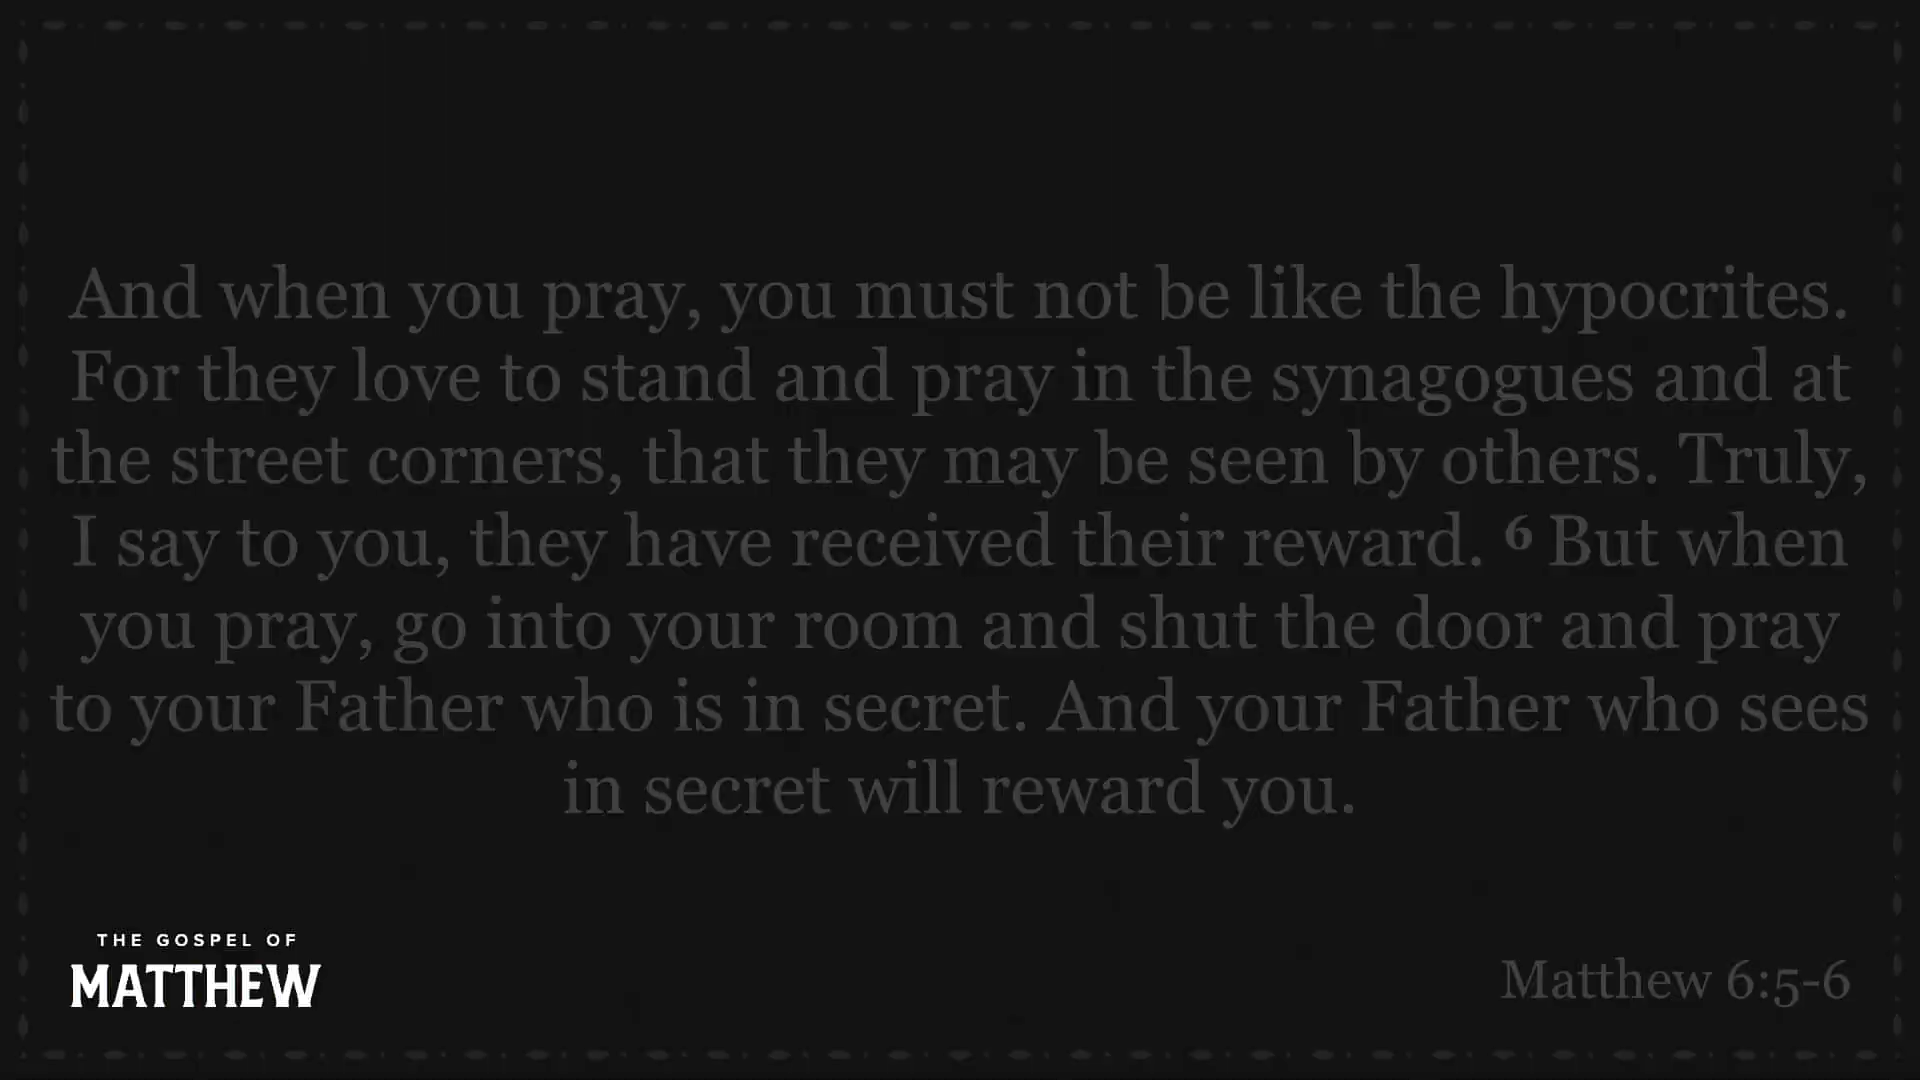 And when you pray, you must not be like the hypocrites.
For they love to stand and pray in the synagogues and at
the street corners, that they may be seen by others. Truly,
I say to you, they have received their reward. 6 But when
you pray, go into your room and shut the door and pray
to your Father who is in secret. And your Father who sees
in secret will reward you.
THE GOSPEL OF
MATTHEW
Matthew 6:5-6